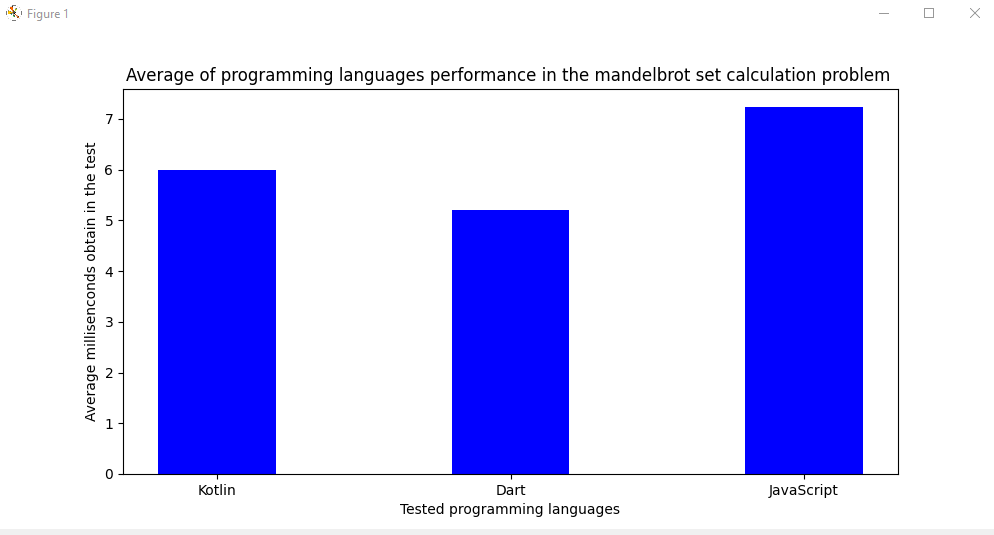 Figure 1
Average of programming languages performance in the mandelbrot set calculation problem
Average millisenconds obtain in the test
7
6
5
4
3
2
1
0
Kotlin Dart JavaScript
Tested programming languages